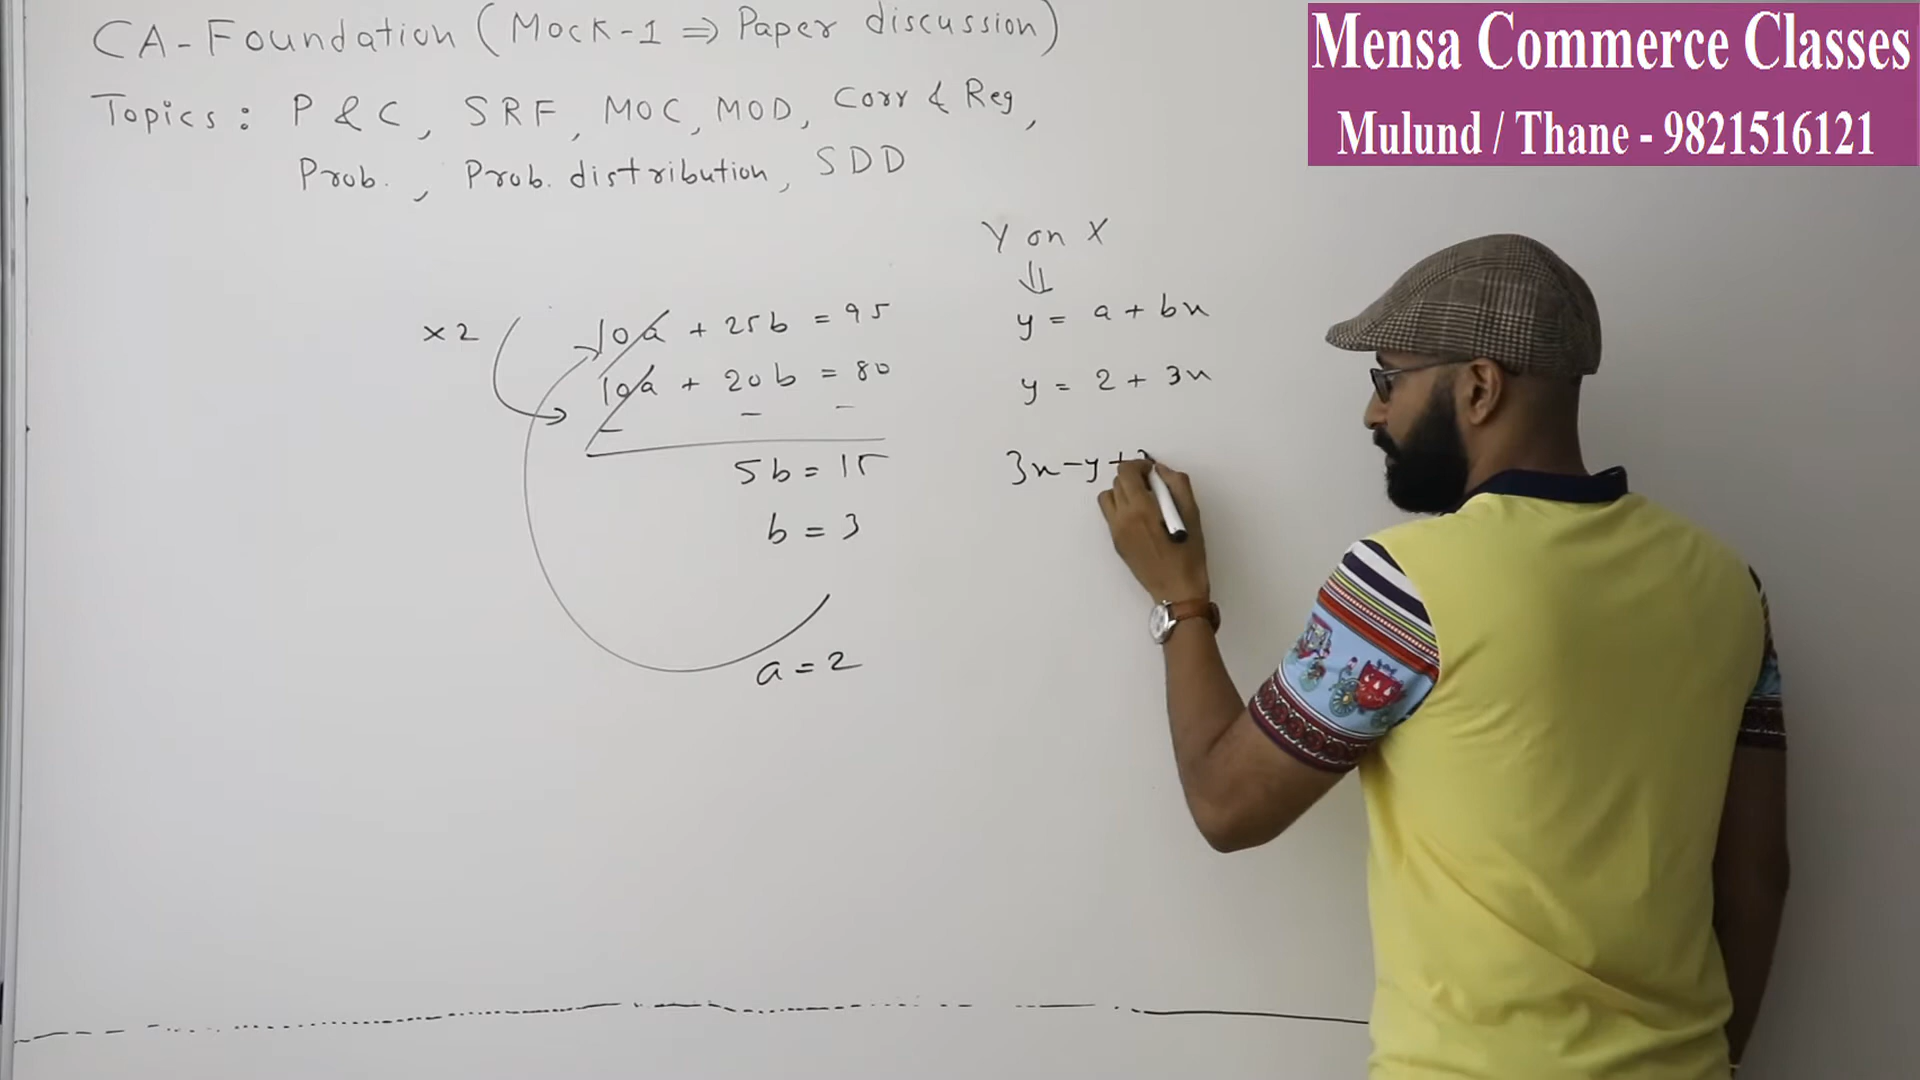 CA-Foundation (Mock-1 ⇒ Paper discussion)
Topics : P & C, SRF, MOC, MOD, Corr & Reg,
Prob., Prob. distribution, SDD
Mensa Commerce Classes
Mulund / Thane - 9821516121
×2
10a + 25b = 95
10a + 20b = 80
- - -
5b = 15
b = 3
a = 2
Y on X
⇓
y = a + bx
y = 2 + 3x
3x - y +